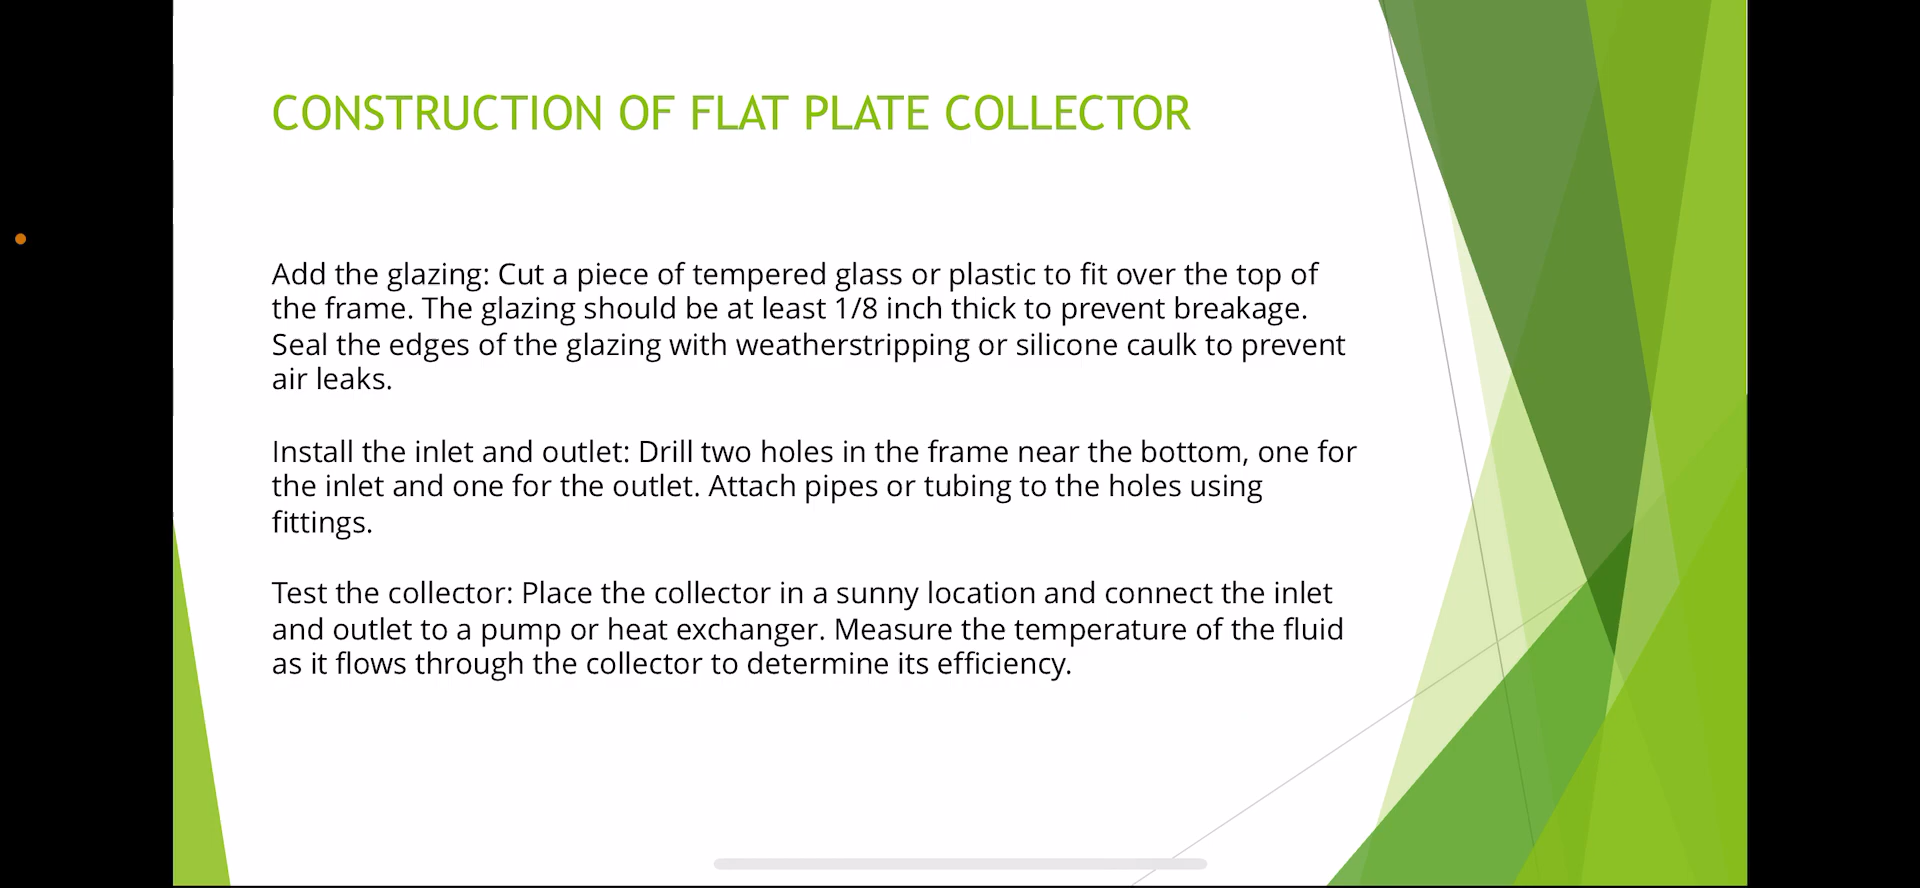 CONSTRUCTION OF FLAT PLATE COLLECTOR
Add the glazing: Cut a piece of tempered glass or plastic to fit over the top of
the frame. The glazing should be at least 1/8 inch thick to prevent breakage.
Seal the edges of the glazing with weatherstripping or silicone caulk to prevent
air leaks.
Install the inlet and outlet: Drill two holes in the frame near the bottom, one for
the inlet and one for the outlet. Attach pipes or tubing to the holes using
fittings.
Test the collector: Place the collector in a sunny location and connect the inlet
and outlet to a pump or heat exchanger. Measure the temperature of the fluid
as it flows through the collector to determine its efficiency.